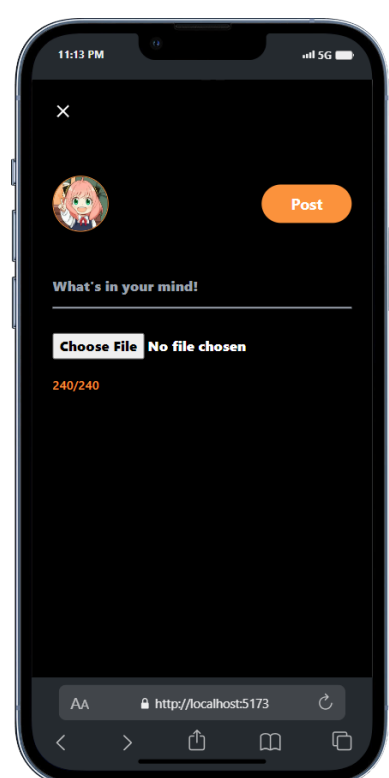 11:13 PM 5G
Post
What's in your mind!
Choose File No file chosen
240/240
AA http://localhost:5173